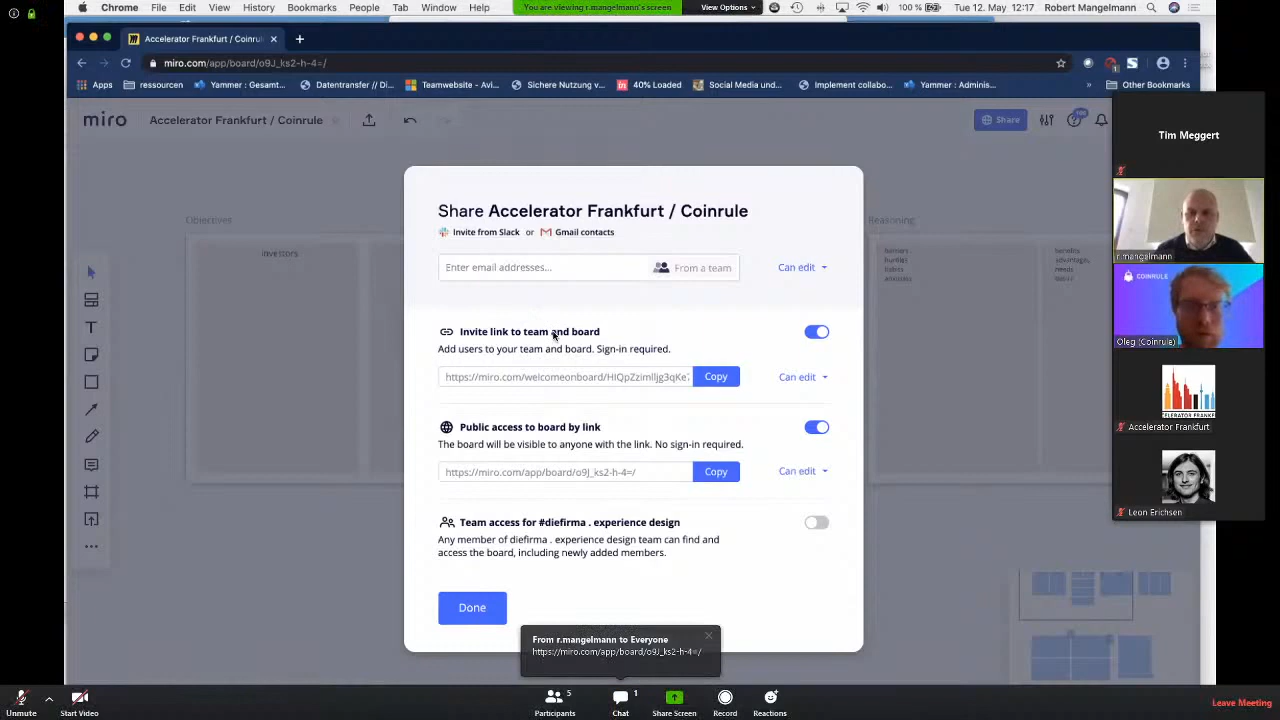 Chrome File Edit View History Bookmarks People Tab Window Help You are viewing r.mangelmann's screen View Options 100 % Tue 12. May 12:17 Robert Mangelmann
Accelerator Frankfurt / Coinrul
miro.com/app/board/o9J_ks2-h-4=/
Apps ressourcen Yammer : Gesamt... Datentransfer // Di... Teamwebsite - Avi... Sichere Nutzung v... 40% Loaded Social Media und... Implement collabo... Yammer : Adminis... » Other Bookmarks
miro Accelerator Frankfurt / Coinrule Share
Tim Meggert
r.mangelmann
COINRULE
Oleg (Coinrule)
Accelerator Frankfurt
Leon Erichsen
Objectives
investors
Reasoning
benefits
advantages,
needs
Share Accelerator Frankfurt / Coinrule
Invite from Slack or Gmail contacts
Enter email addresses... From a team Can edit
Invite link to team and board
Add users to your team and board. Sign-in required.
Copy Can edit
Public access to board by link
The board will be visible to anyone with the link. No sign-in required.
https://miro.com/app/board/o9J_ks2-h-4=/ Copy Can edit
Team access for #diefirma . experience design
Any member of diefirma . experience design team can find and
access the board, including newly added members.
Done
From r.mangelmann to Everyone
https://miro.com/app/board/o9J_ks2-h-4=/
Unmute Start Video Participants 5 Chat 1 Share Screen Record Reactions Leave Meeting